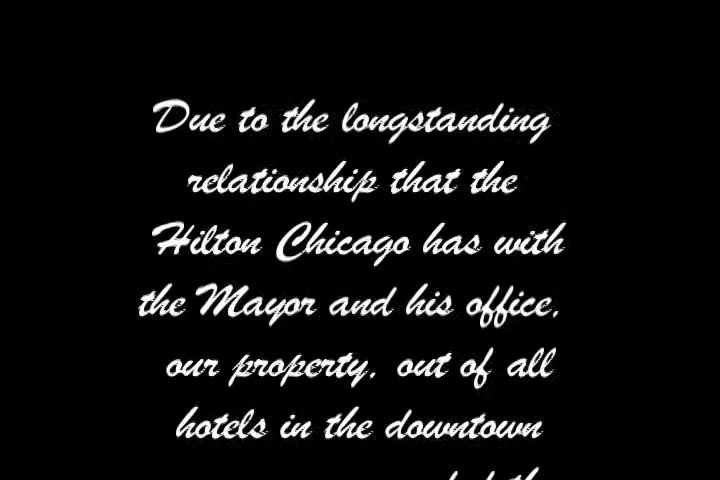 Due to the longstanding
relationship that the
Hilton Chicago has with
the Mayor and his office,
our property, out of all
hotels in the downtown